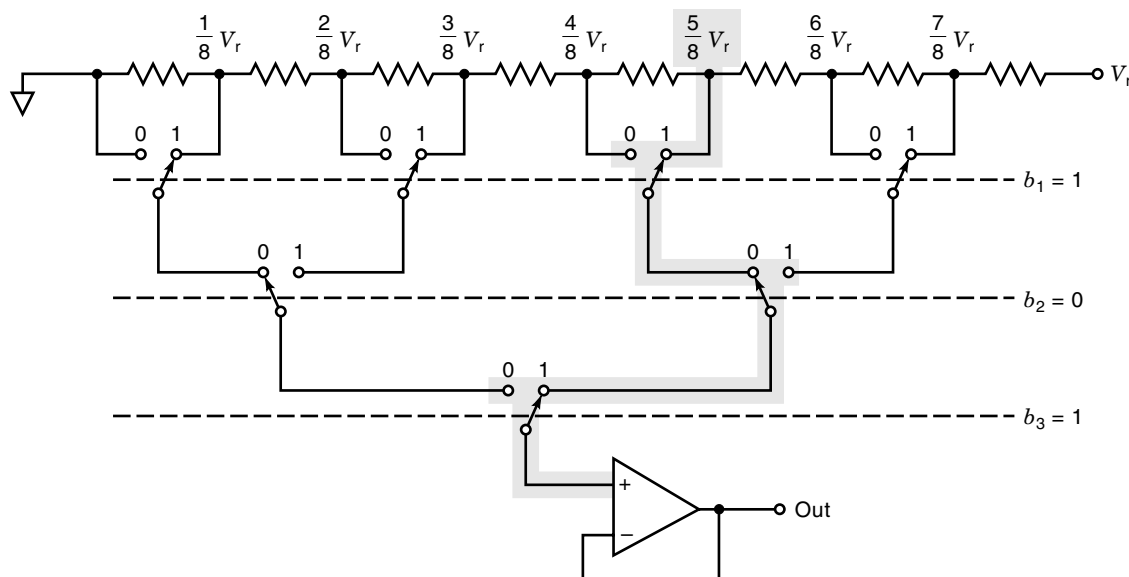 1/8 Vr 2/8 Vr 3/8 Vr 4/8 Vr 5/8 Vr 6/8 Vr 7/8 Vr
Vr
0 1 0 1 0 1 0 1
b1 = 1
0 1 0 1
b2 = 0
0 1
b3 = 1
+
Out
−